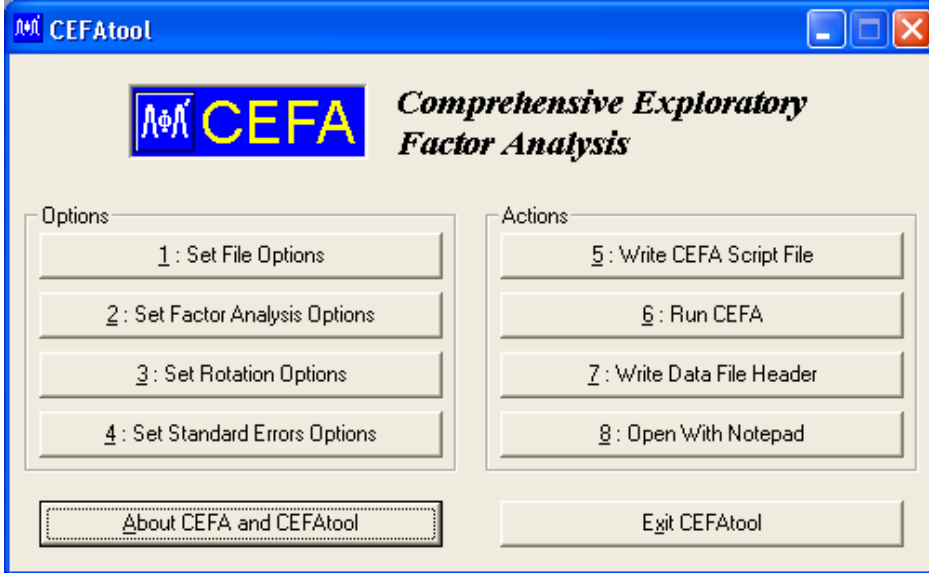 CEFAtool
CEFA
Comprehensive Exploratory
Factor Analysis
Options
1 : Set File Options
2 : Set Factor Analysis Options
3 : Set Rotation Options
4 : Set Standard Errors Options
Actions
5 : Write CEFA Script File
6 : Run CEFA
7 : Write Data File Header
8 : Open With Notepad
About CEFA and CEFAtool
Exit CEFAtool